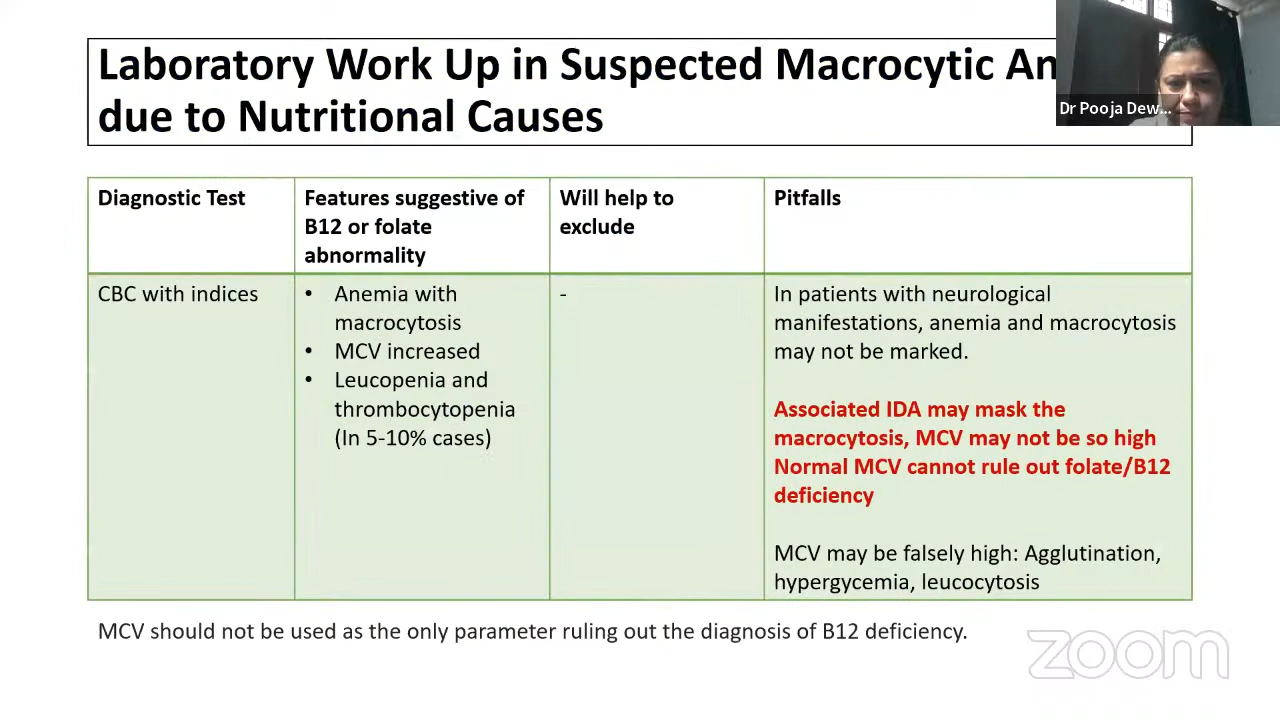 Laboratory Work Up in Suspected Macrocytic An
due to Nutritional Causes
Dr Pooja Dew...
Diagnostic Test
Features suggestive of
B12 or folate
abnormality
Will help to
exclude
Pitfalls
CBC with indices
• Anemia with
macrocytosis
• MCV increased
• Leucopenia and
thrombocytopenia
(In 5-10% cases)
-
In patients with neurological
manifestations, anemia and macrocytosis
may not be marked.
Associated IDA may mask the
macrocytosis, MCV may not be so high
Normal MCV cannot rule out folate/B12
deficiency
MCV may be falsely high: Agglutination,
hypergycemia, leucocytosis
MCV should not be used as the only parameter ruling out the diagnosis of B12 deficiency.
zoom